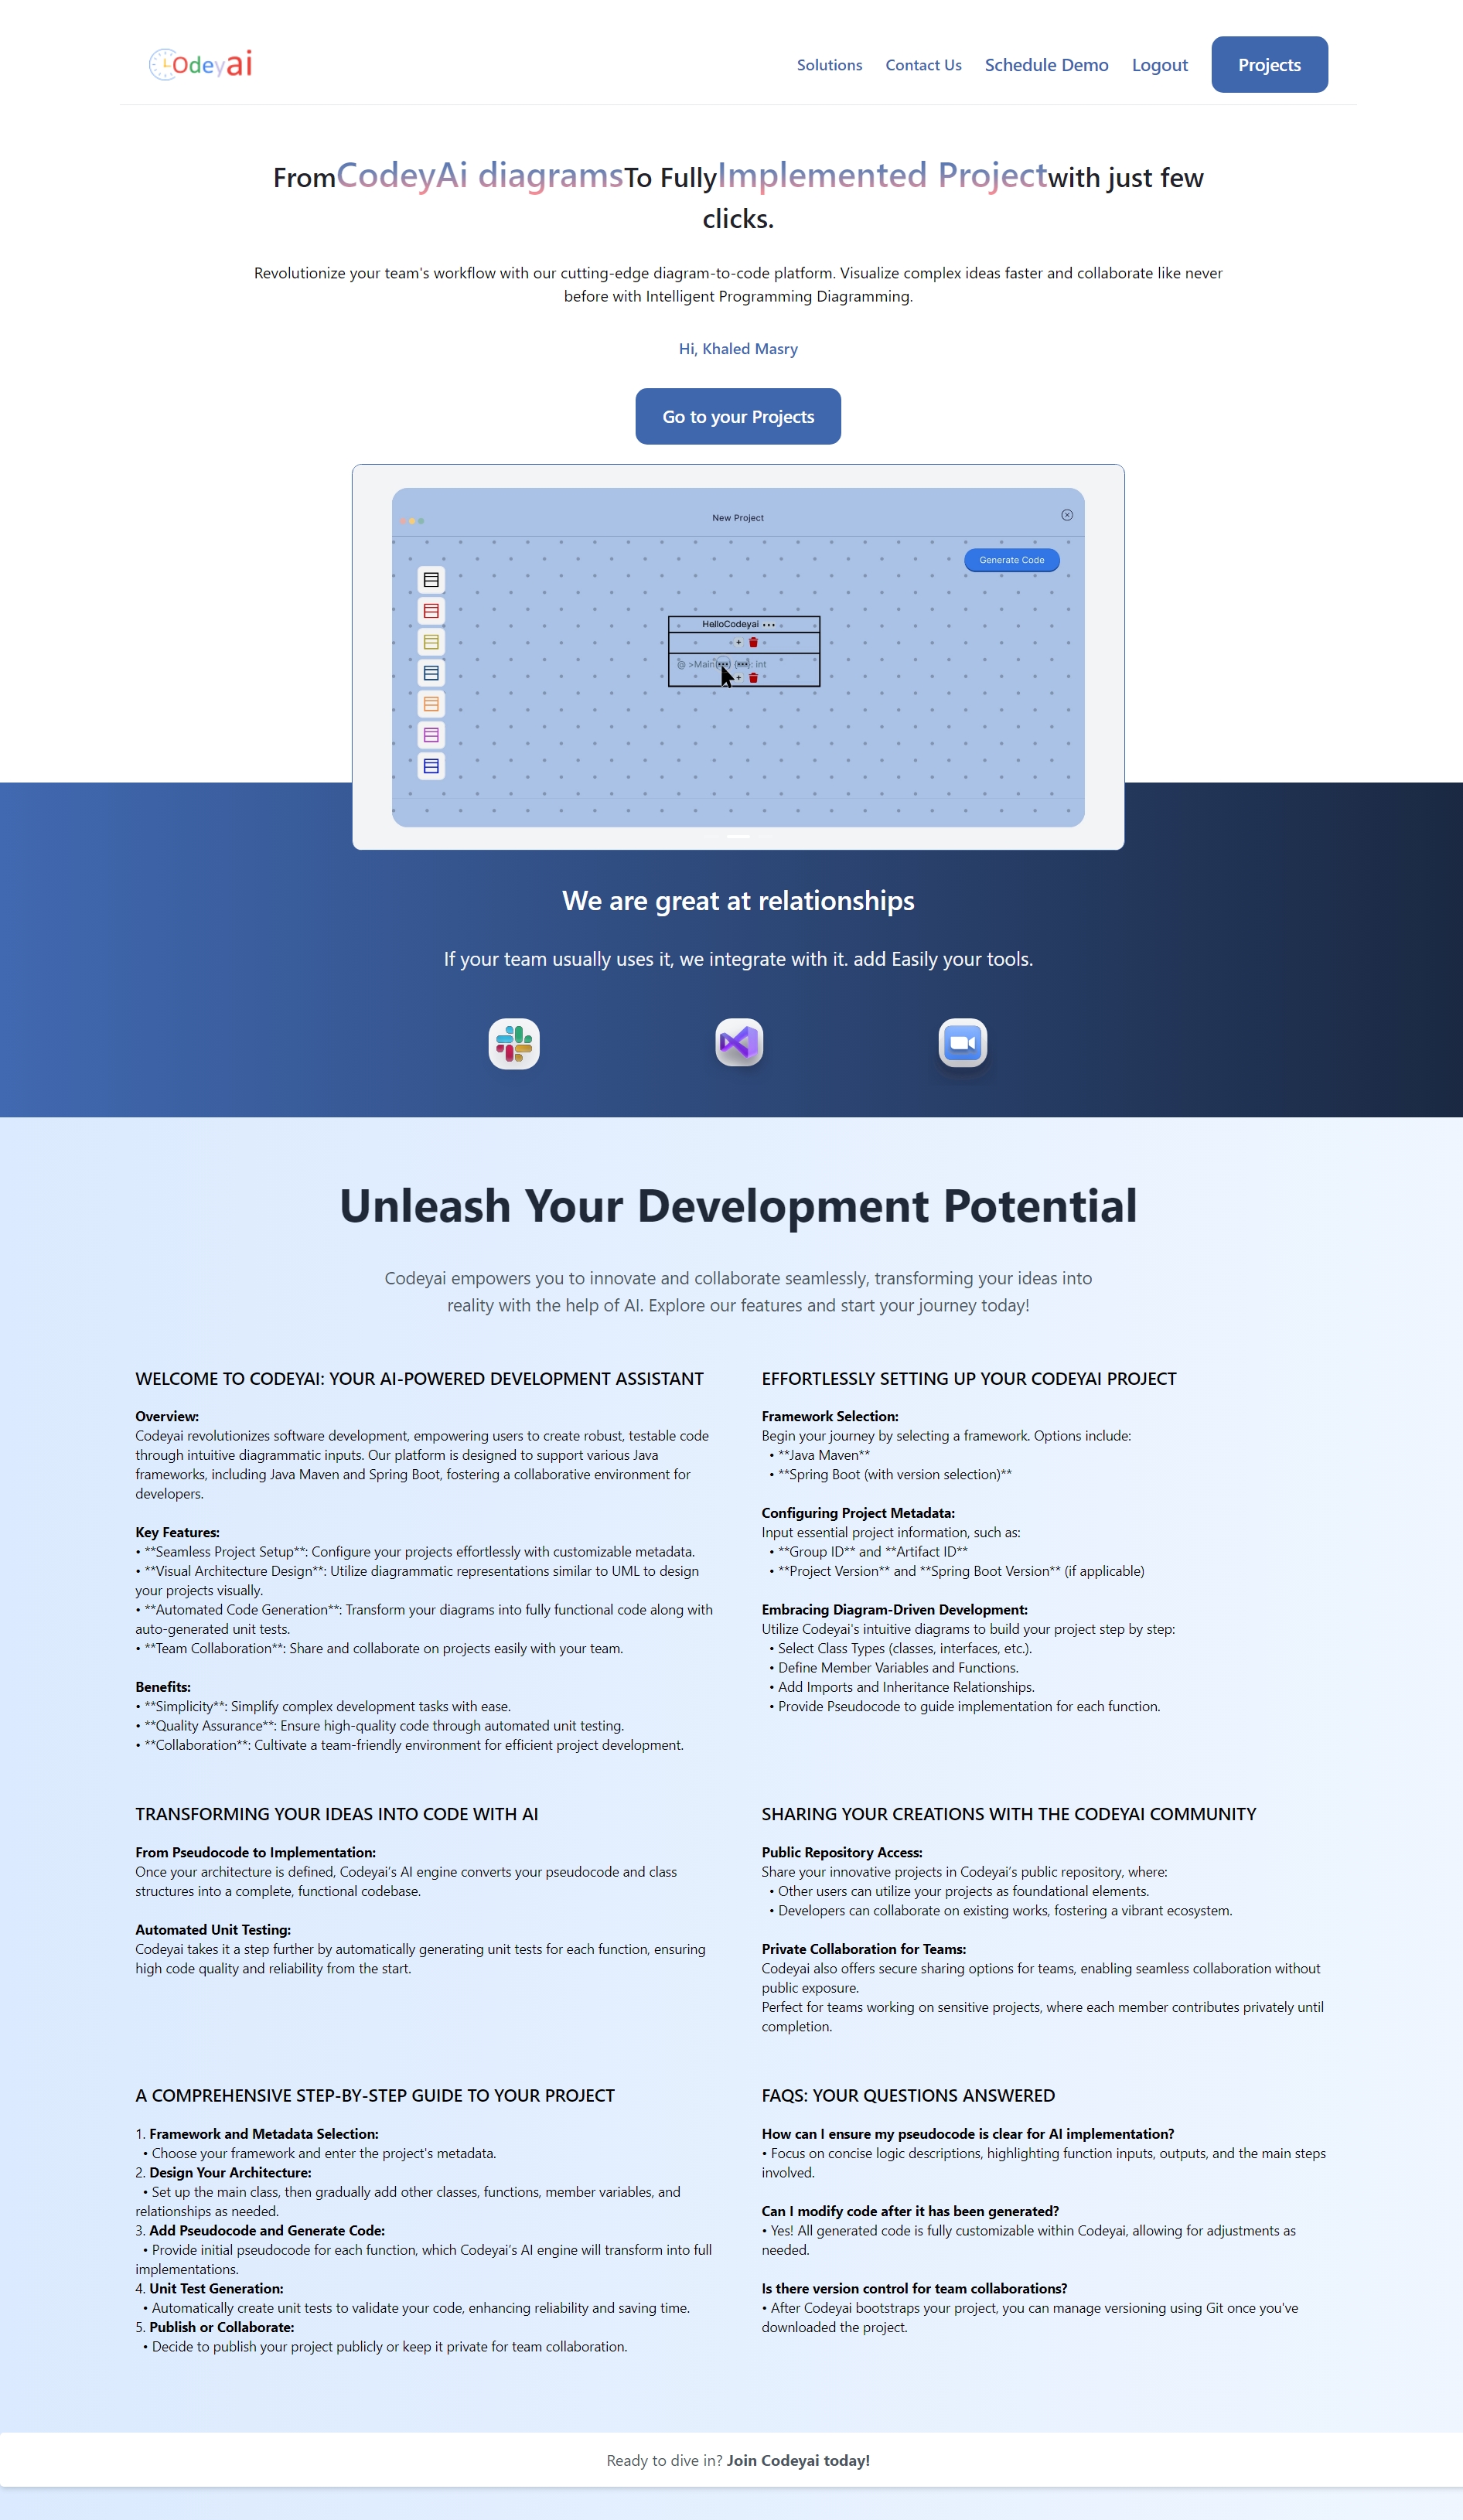 Codeyai
Solutions
Contact Us
Schedule Demo
Logout
Projects
FromCodeyAi diagramsTo FullyImplemented Projectwith just few
clicks.
Revolutionize your team's workflow with our cutting-edge diagram-to-code platform. Visualize complex ideas faster and collaborate like never
before with Intelligent Programming Diagramming.
Hi, Khaled Masry
Go to your Projects
New Project
Generate Code
HelloCodeyai •••
+
@ >Main : int
+
We are great at relationships
If your team usually uses it, we integrate with it. add Easily your tools.
Unleash Your Development Potential
Codeyai empowers you to innovate and collaborate seamlessly, transforming your ideas into
reality with the help of AI. Explore our features and start your journey today!
WELCOME TO CODEYAI: YOUR AI-POWERED DEVELOPMENT ASSISTANT
Overview:
Codeyai revolutionizes software development, empowering users to create robust, testable code
through intuitive diagrammatic inputs. Our platform is designed to support various Java
frameworks, including Java Maven and Spring Boot, fostering a collaborative environment for
developers.
Key Features:
• **Seamless Project Setup**: Configure your projects effortlessly with customizable metadata.
• **Visual Architecture Design**: Utilize diagrammatic representations similar to UML to design
your projects visually.
• **Automated Code Generation**: Transform your diagrams into fully functional code along with
auto-generated unit tests.
• **Team Collaboration**: Share and collaborate on projects easily with your team.
Benefits:
• **Simplicity**: Simplify complex development tasks with ease.
• **Quality Assurance**: Ensure high-quality code through automated unit testing.
• **Collaboration**: Cultivate a team-friendly environment for efficient project development.
EFFORTLESSLY SETTING UP YOUR CODEYAI PROJECT
Framework Selection:
Begin your journey by selecting a framework. Options include:
• **Java Maven**
• **Spring Boot (with version selection)**
Configuring Project Metadata:
Input essential project information, such as:
• **Group ID** and **Artifact ID**
• **Project Version** and **Spring Boot Version** (if applicable)
Embracing Diagram-Driven Development:
Utilize Codeyai’s intuitive diagrams to build your project step by step:
• Select Class Types (classes, interfaces, etc.).
• Define Member Variables and Functions.
• Add Imports and Inheritance Relationships.
• Provide Pseudocode to guide implementation for each function.
TRANSFORMING YOUR IDEAS INTO CODE WITH AI
From Pseudocode to Implementation:
Once your architecture is defined, Codeyai’s AI engine converts your pseudocode and class
structures into a complete, functional codebase.
Automated Unit Testing:
Codeyai takes it a step further by automatically generating unit tests for each function, ensuring
high code quality and reliability from the start.
SHARING YOUR CREATIONS WITH THE CODEYAI COMMUNITY
Public Repository Access:
Share your innovative projects in Codeyai’s public repository, where:
• Other users can utilize your projects as foundational elements.
• Developers can collaborate on existing works, fostering a vibrant ecosystem.
Private Collaboration for Teams:
Codeyai also offers secure sharing options for teams, enabling seamless collaboration without
public exposure.
Perfect for teams working on sensitive projects, where each member contributes privately until
completion.
A COMPREHENSIVE STEP-BY-STEP GUIDE TO YOUR PROJECT
1. Framework and Metadata Selection:
• Choose your framework and enter the project's metadata.
2. Design Your Architecture:
• Set up the main class, then gradually add other classes, functions, member variables, and
relationships as needed.
3. Add Pseudocode and Generate Code:
• Provide initial pseudocode for each function, which Codeyai’s AI engine will transform into full
implementations.
4. Unit Test Generation:
• Automatically create unit tests to validate your code, enhancing reliability and saving time.
5. Publish or Collaborate:
• Decide to publish your project publicly or keep it private for team collaboration.
FAQS: YOUR QUESTIONS ANSWERED
How can I ensure my pseudocode is clear for AI implementation?
• Focus on concise logic descriptions, highlighting function inputs, outputs, and the main steps
involved.
Can I modify code after it has been generated?
• Yes! All generated code is fully customizable within Codeyai, allowing for adjustments as
needed.
Is there version control for team collaborations?
• After Codeyai bootstraps your project, you can manage versioning using Git once you've
downloaded the project.
Ready to dive in? Join Codeyai today!